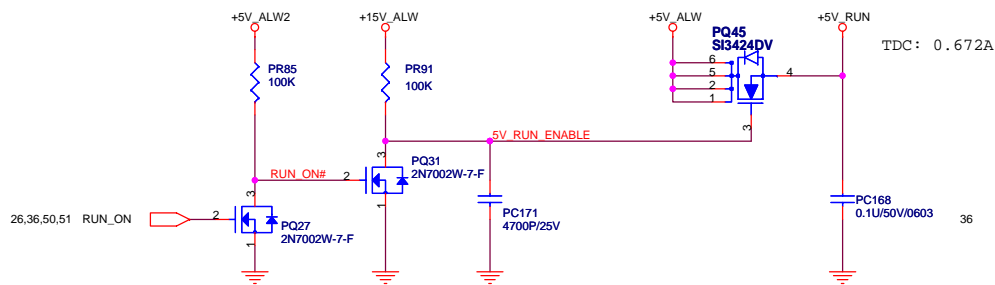 +5V_ALW2
+15V_ALW
+5V_ALW
+5V_RUN
PQ45
SI3424DV
TDC: 0.672A
PR85
100K
PR91
100K
6
5
2
1
4
3
5V_RUN_ENABLE
RUN_ON#
2
3
1
PQ31
2N7002W-7-F
26,36,50,51 RUN_ON
2
3
1
PQ27
2N7002W-7-F
PC171
4700P/25V
PC168
0.1U/50V/0603
36